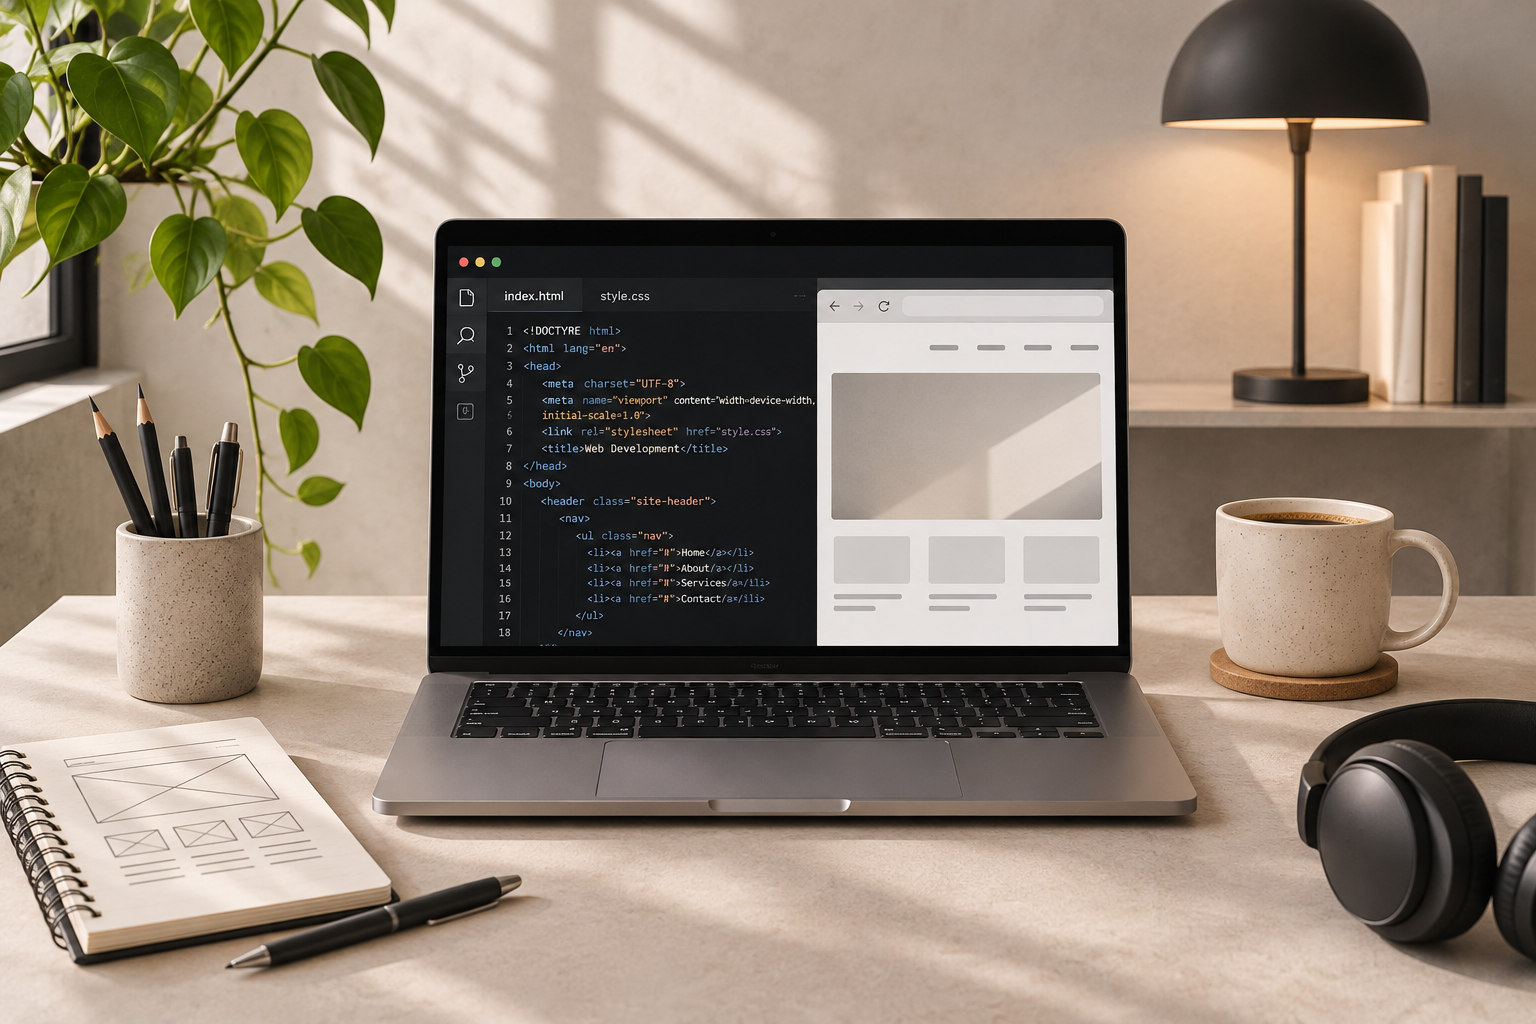 index.html style.css
1 <!DOCTYRE html>
2 <html lang="en">
3 <head>
4 <meta charset="UTF-8">
5 <meta name="viewport" content="width=device-width,
initial-scale=1.0">
6 <link rel="stylesheet" href="style.css">
7 <title>Web Development</title>
8 </head>
9 <body>
10 <header class="site-header">
11 <nav>
12 <ul class="nav">
13 <li><a href="#">Home</a></li>
14 <li><a href="#">About/a></li>
15 <li><a href="#">Services/a></li>
16 <li><a href="#">Contact/a></li>
17 </ul>
18 </nav>